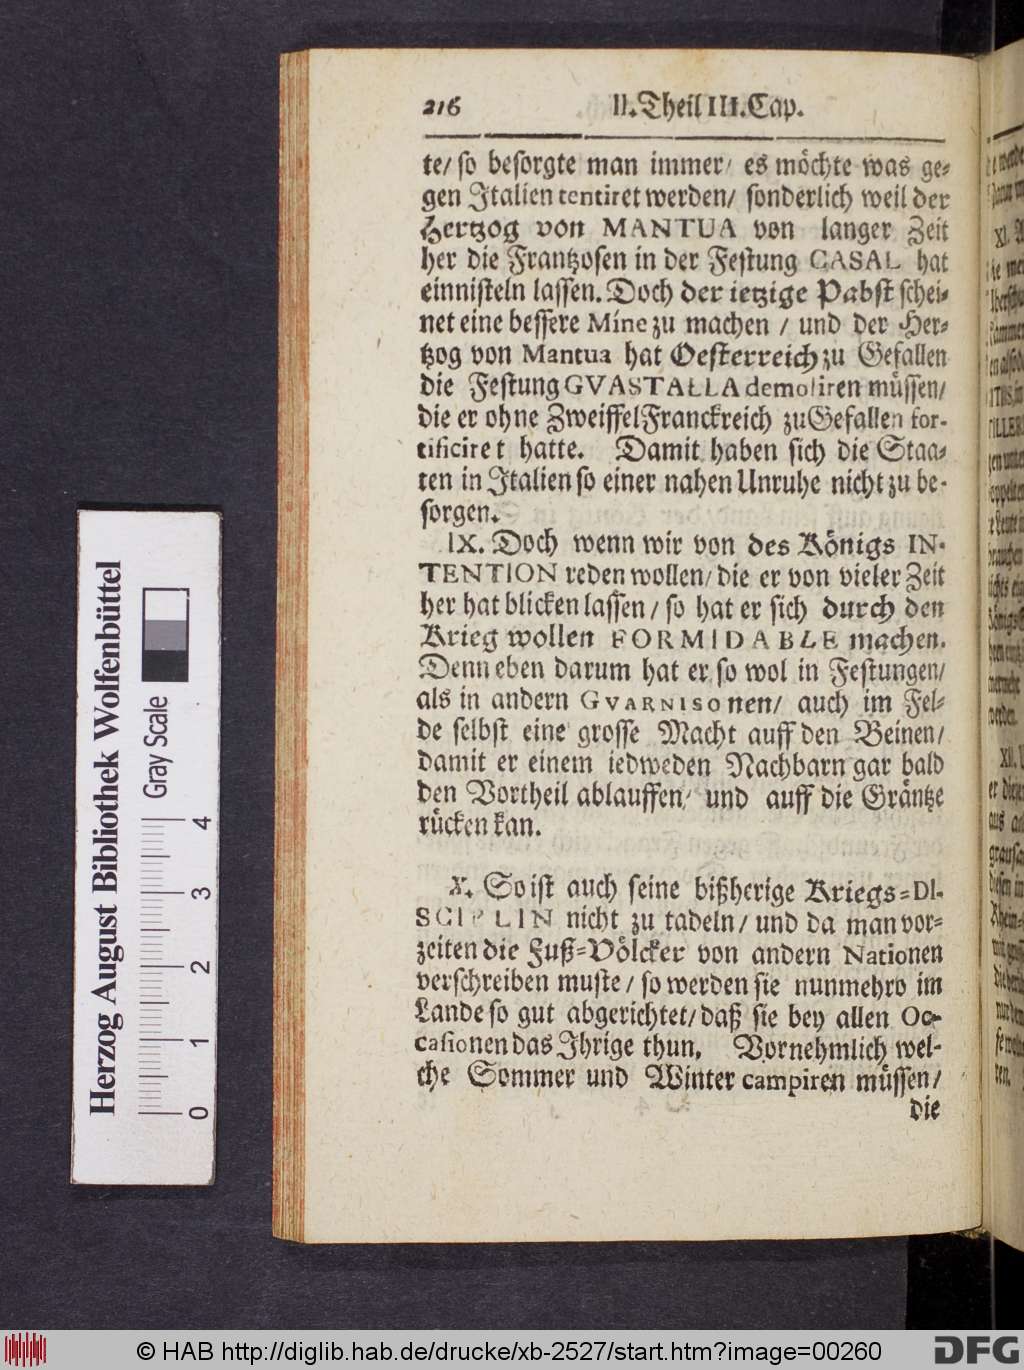 216 II. Theil III. Cap.
te/ so besorgte man immer/ es möchte was ge-
gen Italien tentiret werden/ sonderlich weil der
Hertzog von MANTUA von langer Zeit
her die Frantzosen in der Festung CASAL hat
einnisteln lassen. Doch der ietzige Pabst schei-
net eine bessere Mine zu machen / und der Her-
tzog von Mantua hat Oesterreich zu Gefallen
die Festung GVASTALLA demoliren müssen/
die er ohne Zweiffel Franckreich zu Gefallen for-
tificiret hatte. Damit haben sich die Staa-
ten in Italien so einer nahen Unruhe nicht zu be-
sorgen.
IX. Doch wenn wir von des Königs IN-
TENTION reden wollen/ die er von vieler Zeit
her hat blicken lassen / so hat er sich durch den
Krieg wollen FORMIDABLE machen.
Denn eben darum hat er so wol in Festungen/
als in andern GVARNISONen/ auch im Fel-
de selbst eine grosse Macht auff den Beinen/
damit er einem iedweden Nachbarn gar bald
den Vortheil ablauffen/ und auff die Gräntze
rücken kan.
X. So ist auch seine bißherige Kriegs-DI-
SCIPLIN nicht zu tadeln/ und da man vor-
zeiten die Fuß-Völcker von andern Nationen
verschreiben muste / so werden sie nunmehro im
Lande so gut abgerichtet/ daß sie bey allen Oc-
casionen das Ihrige thun. Vornehmlich wel-
che Sommer und Winter campiren müssen/
die
Herzog August Bibliothek Wolfenbüttel
Gray Scale
0 1 2 3 4
© HAB http://diglib.hab.de/drucke/xb-2527/start.htm?image=00260
DFG